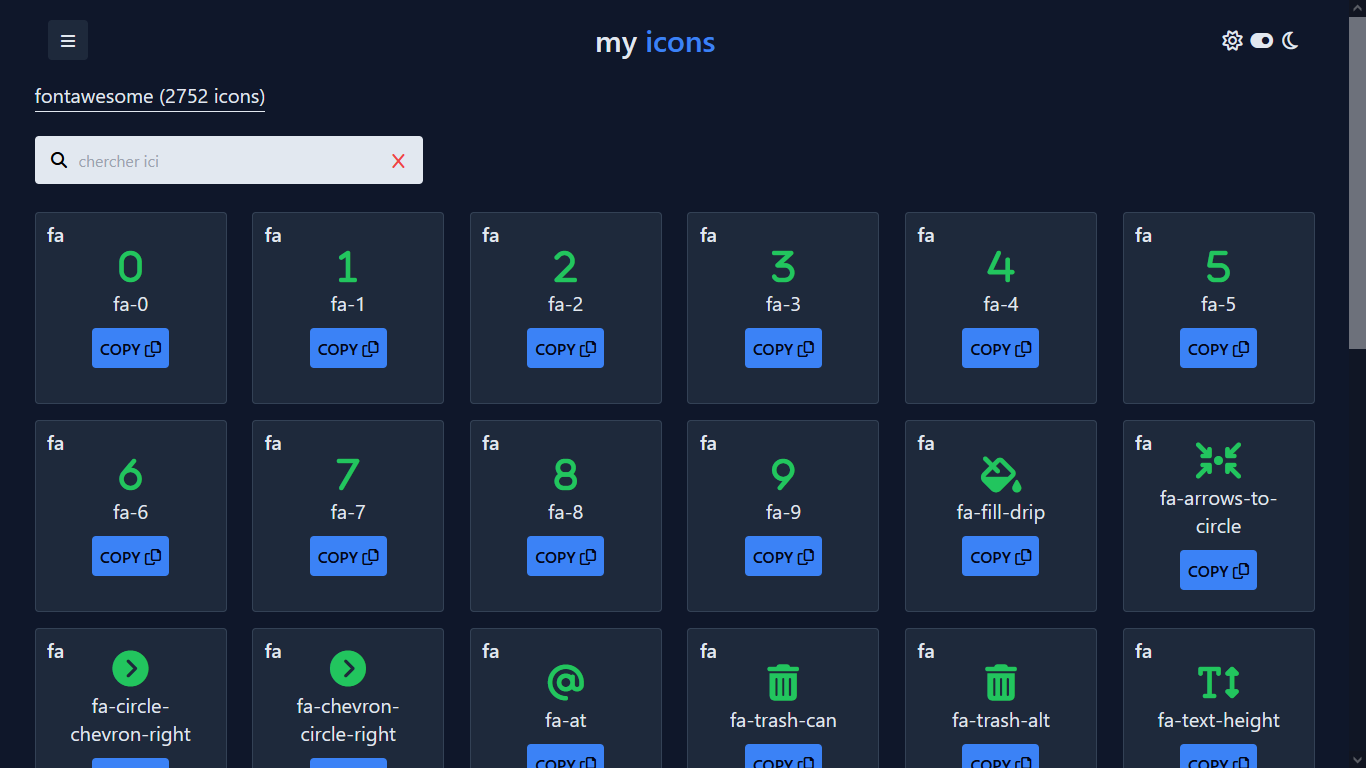 my icons
fontawesome (2752 icons)
chercher ici
fa
fa
fa
fa
fa
fa
0
1
2
3
4
5
fa-0
fa-1
fa-2
fa-3
fa-4
fa-5
COPY
COPY
COPY
COPY
COPY
COPY
fa
fa
fa
fa
fa
fa
6
7
8
9
fa-6
fa-7
fa-8
fa-9
fa-fill-drip
fa-arrows-to-
circle
COPY
COPY
COPY
COPY
COPY
COPY
fa
fa
fa
fa
fa
fa
fa-circle-
chevron-right
fa-chevron-
circle-right
fa-at
fa-trash-can
fa-trash-alt
fa-text-height
COPY
COPY
COPY
COPY